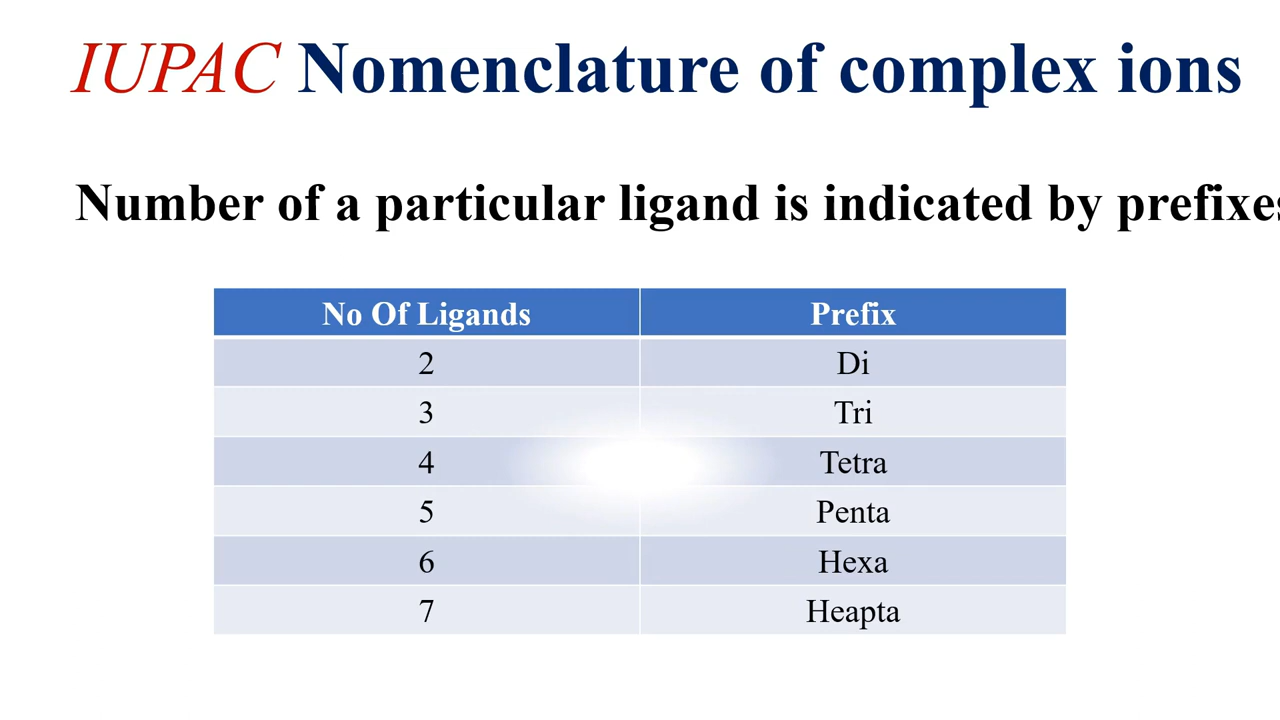 IUPAC Nomenclature of complex ions
Number of a particular ligand is indicated by prefixes
No Of Ligands Prefix
2 Di
3 Tri
4 Tetra
5 Penta
6 Hexa
7 Heapta